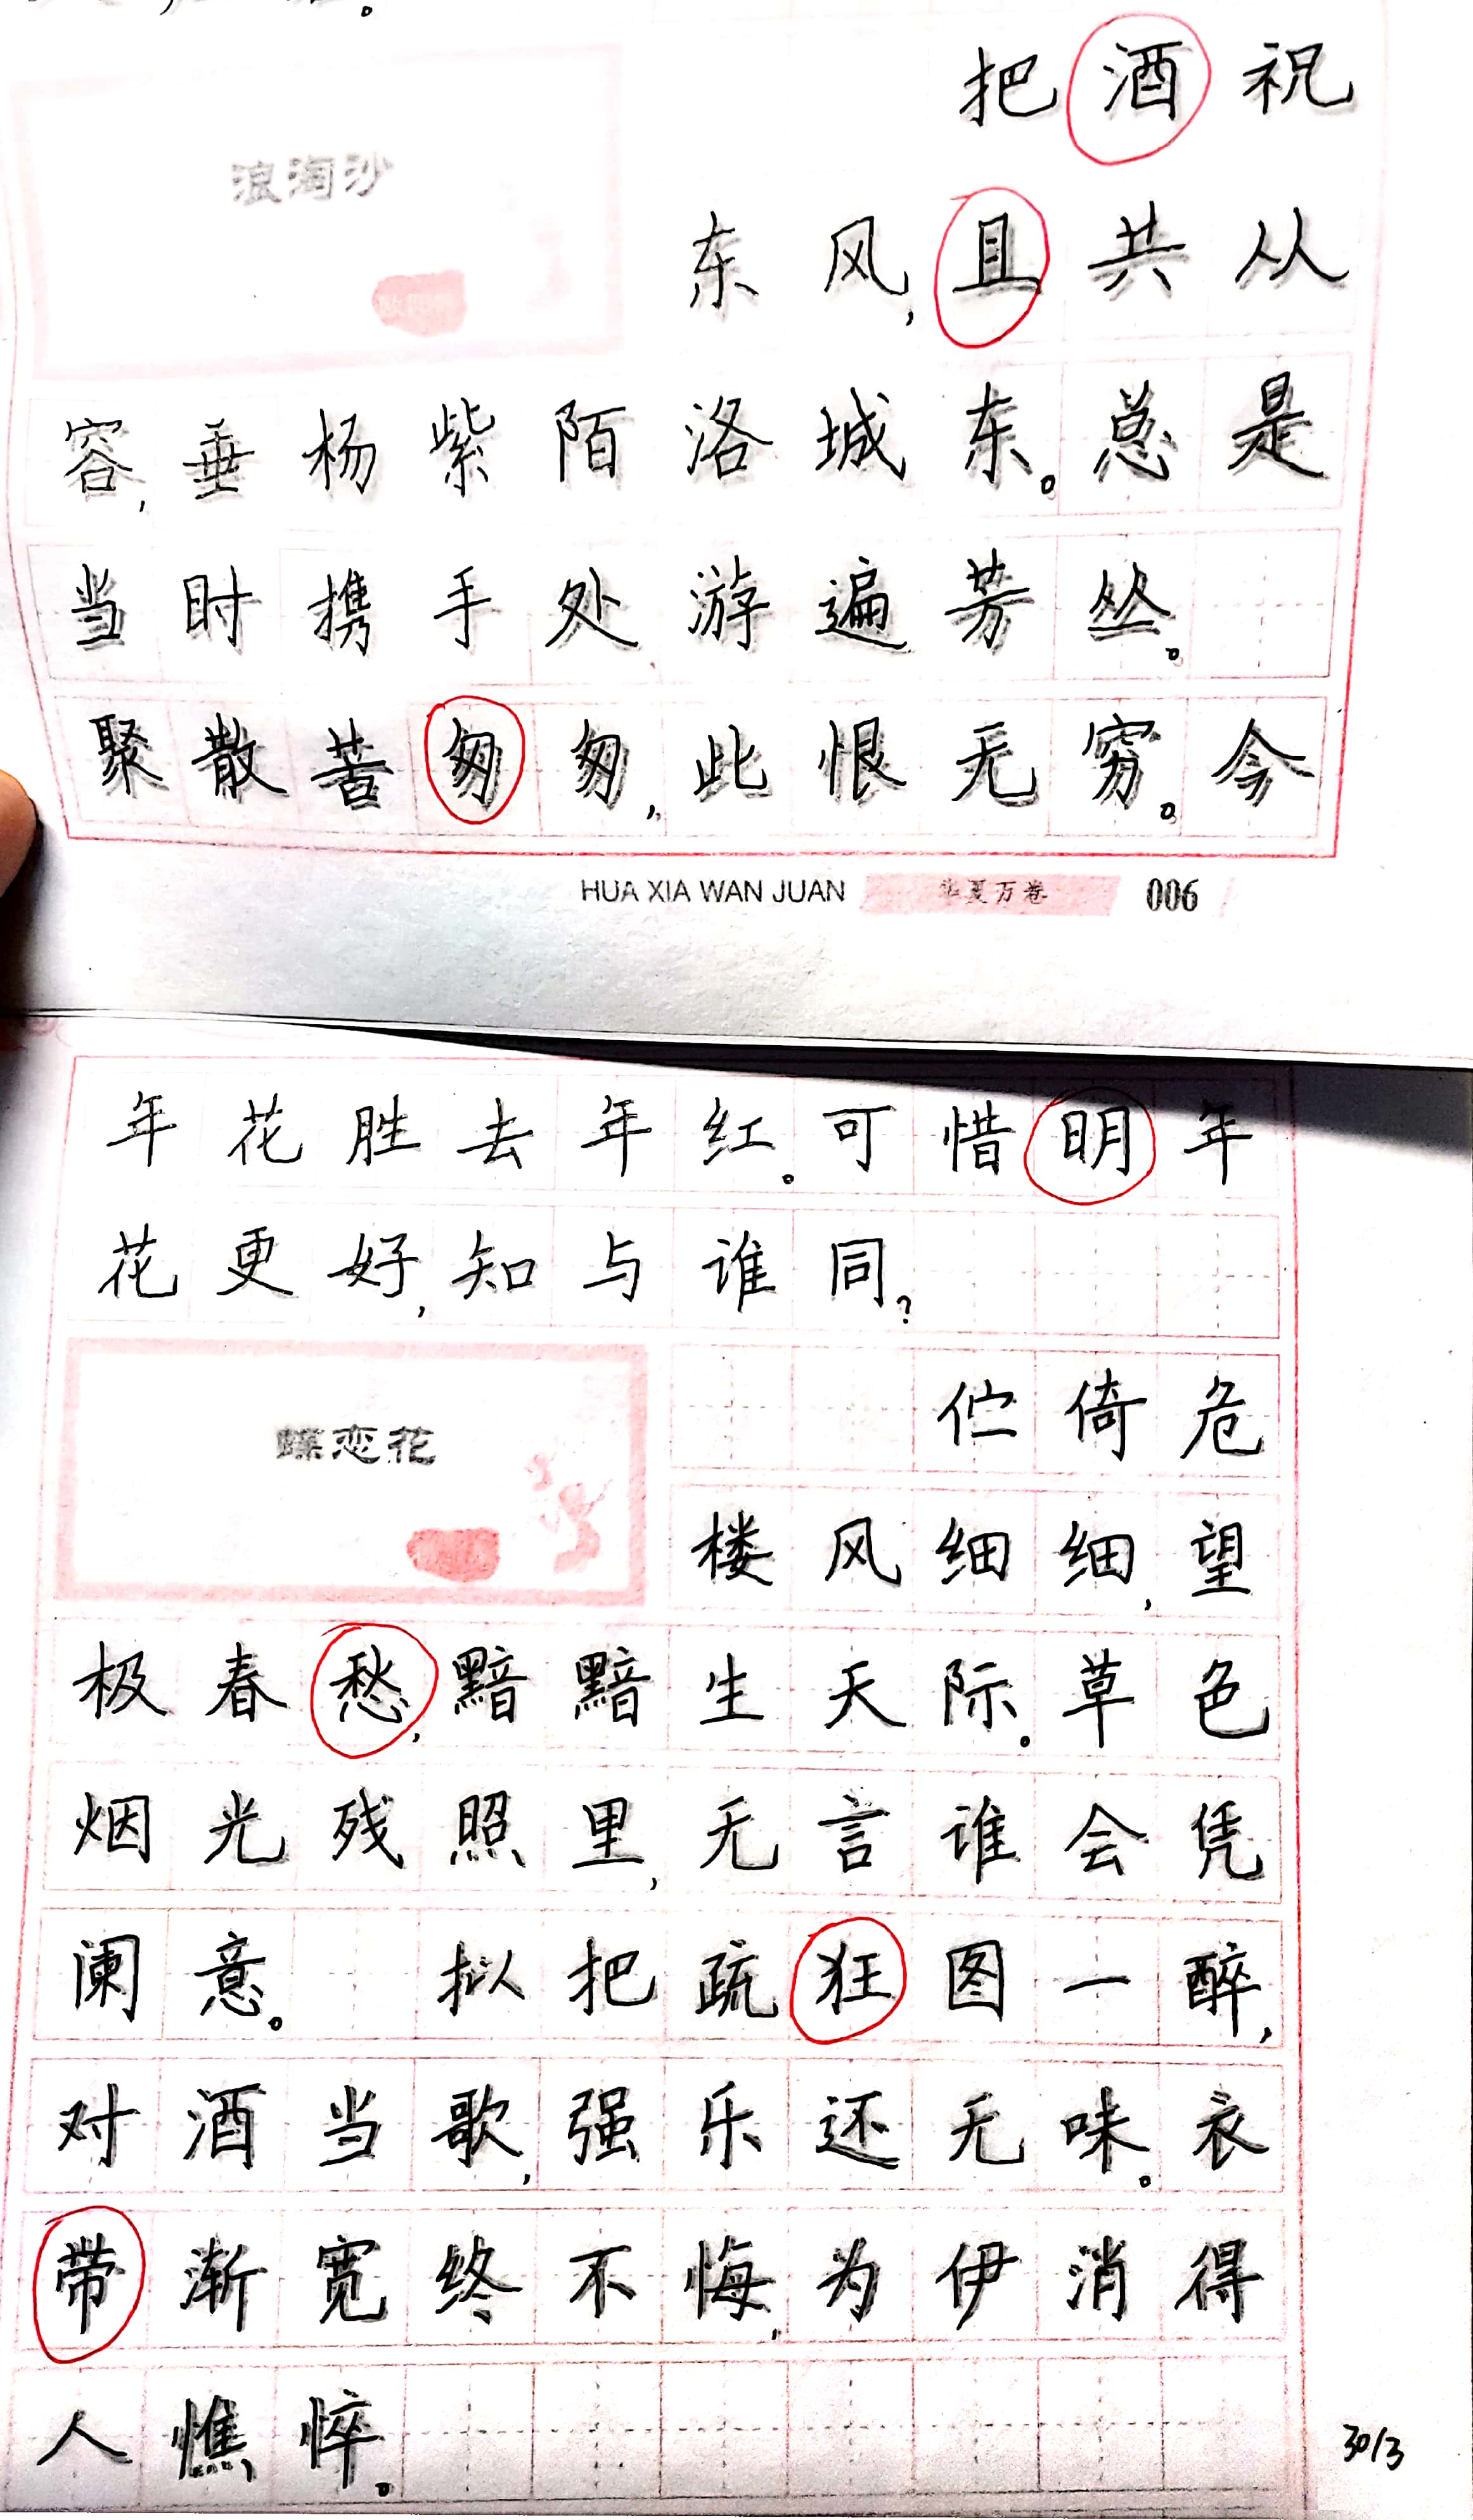 把酒祝
浪淘沙
东风,且共从
容,垂杨紫陌洛城东。总是
当时携手处,游遍芳丛。
聚散苦匆匆,此恨无穷。今
HUA XIA WAN JUAN 华夏万卷 006
年花胜去年红。可惜明年
花更好,知与谁同?
蝶恋花
伫倚危
楼风细细,望
极春愁,黯黯生天际。草色
烟光残照里,无言谁会凭
阑意。 拟把疏狂图一醉,
对酒当歌,强乐还无味。衣
带渐宽终不悔,为伊消得
人憔悴。
30/3